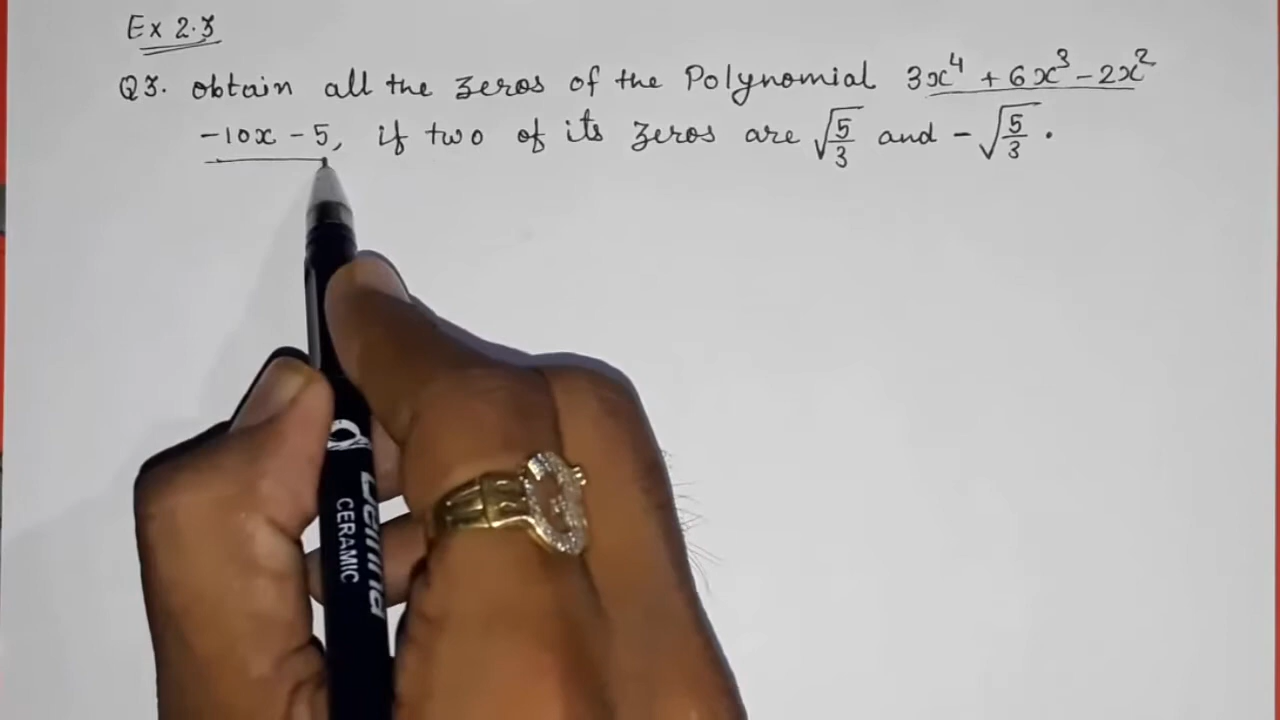 Ex 2.3
Q3. obtain all the zeros of the Polynomial 3x⁴ + 6x³ - 2x²
-10x - 5, if two of its zeros are √5/3 and -√5/3.
CERAMIC